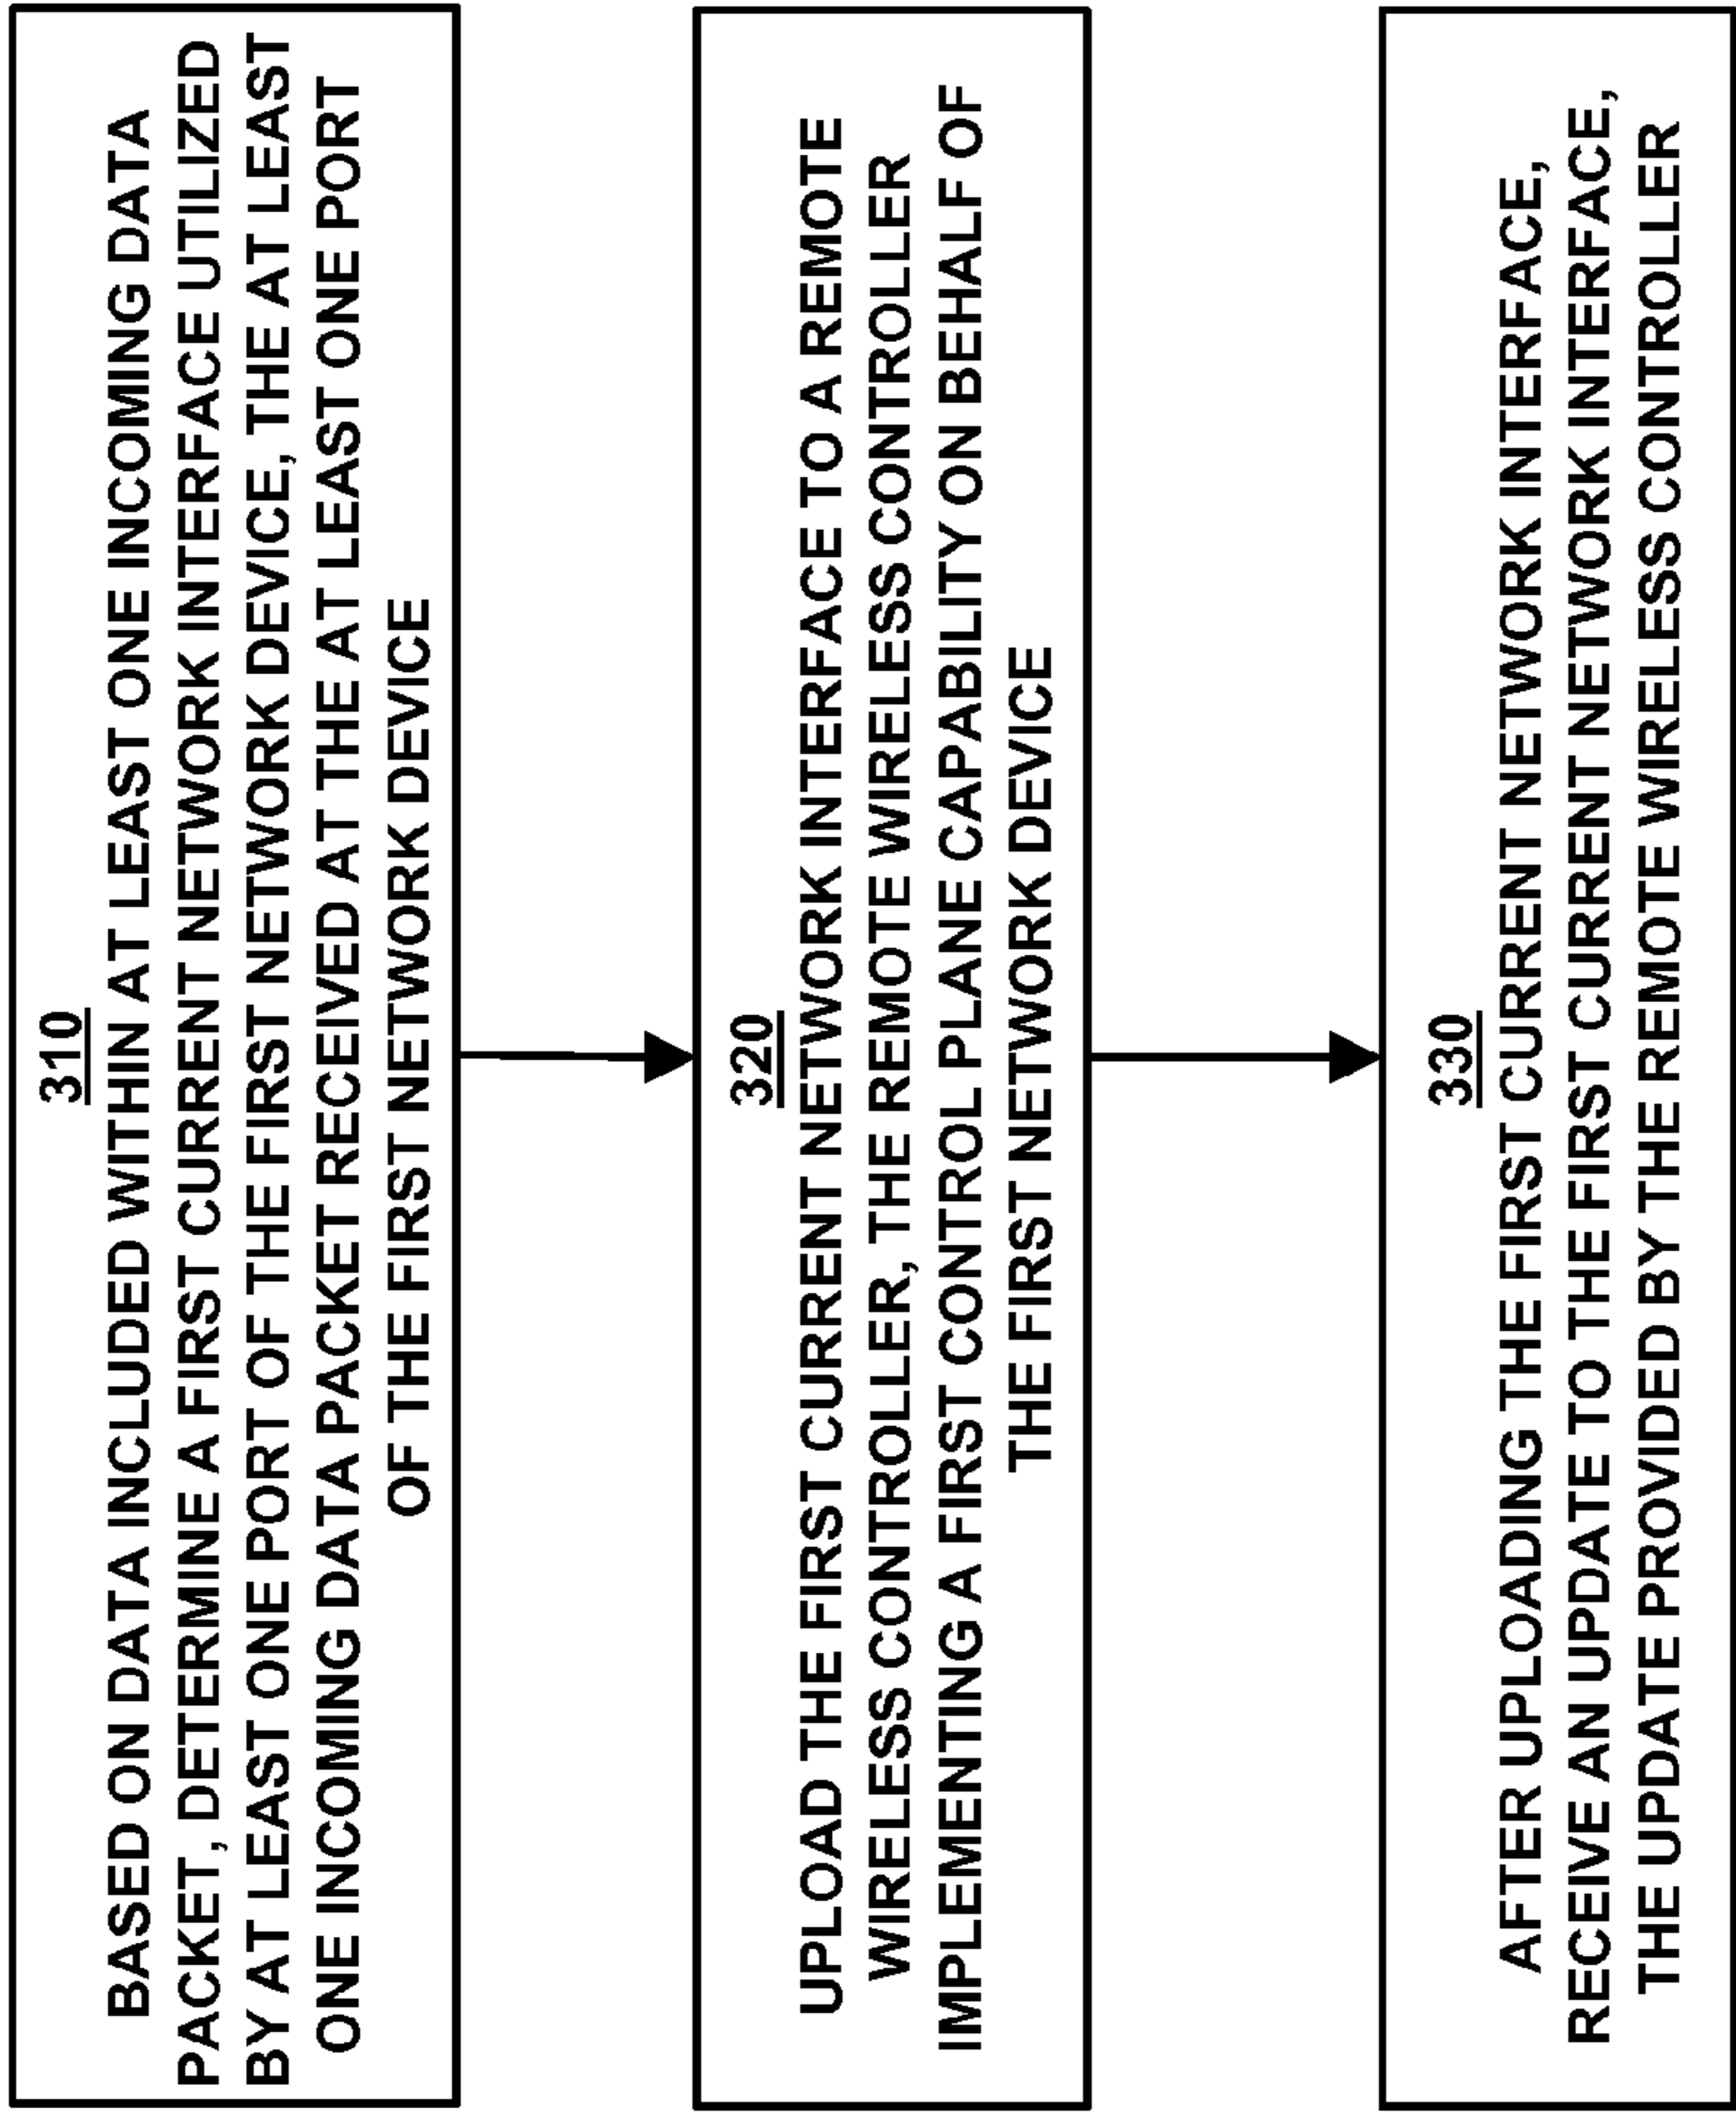 310
BASED ON DATA INCLUDED WITHIN AT LEAST ONE INCOMING DATA
PACKET, DETERMINE A FIRST CURRENT NETWORK INTERFACE UTILIZED
BY AT LEAST ONE PORT OF THE FIRST NETWORK DEVICE, THE AT LEAST
ONE INCOMING DATA PACKET RECEIVED AT THE AT LEAST ONE PORT
OF THE FIRST NETWORK DEVICE
320
UPLOAD THE FIRST CURRENT NETWORK INTERFACE TO A REMOTE
WIRELESS CONTROLLER, THE REMOTE WIRELESS CONTROLLER
IMPLEMENTING A FIRST CONTROL PLANE CAPABILITY ON BEHALF OF
THE FIRST NETWORK DEVICE
330
AFTER UPLOADING THE FIRST CURRENT NETWORK INTERFACE,
RECEIVE AN UPDATE TO THE FIRST CURRENT NETWORK INTERFACE,
THE UPDATE PROVIDED BY THE REMOTE WIRELESS CONTROLLER